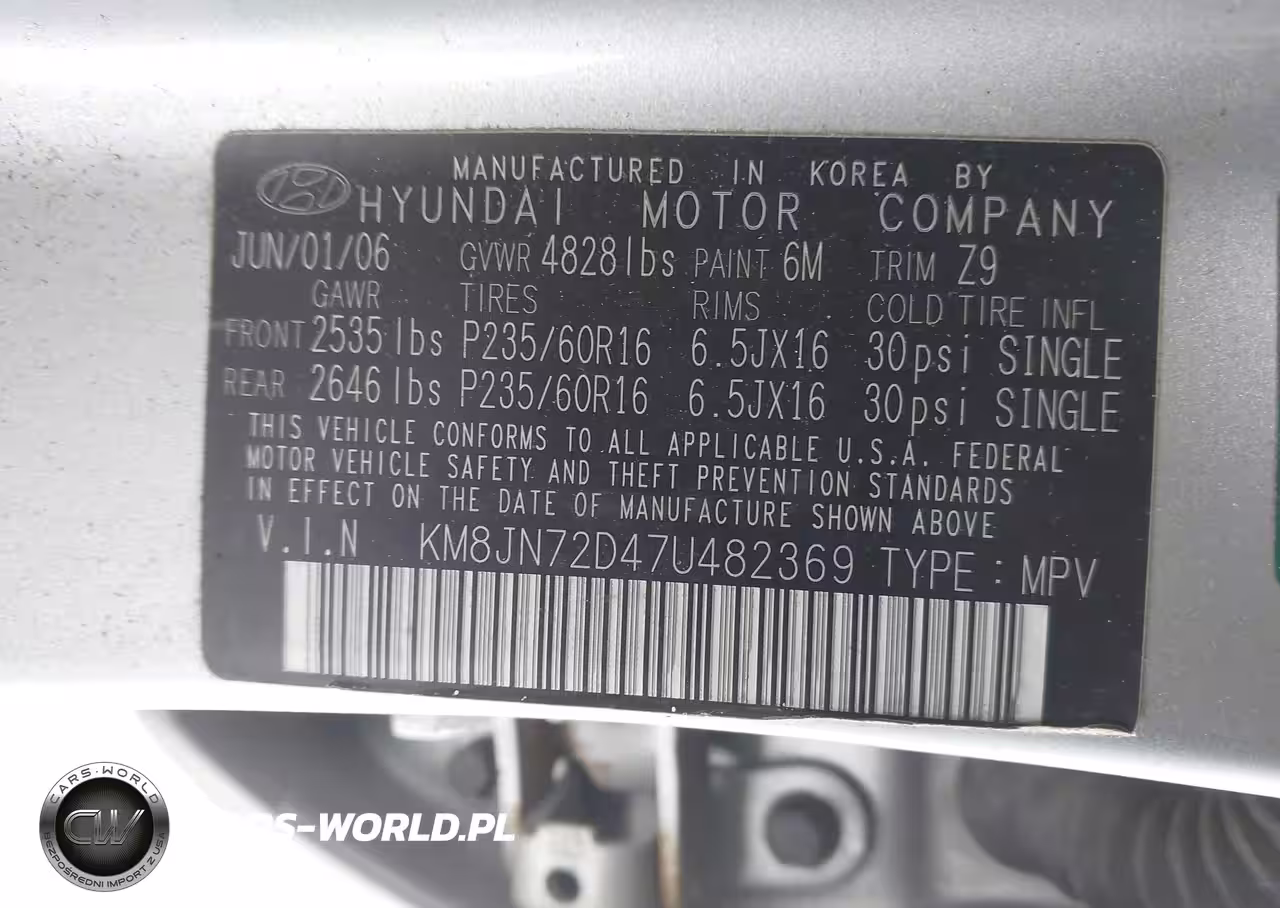 MANUFACTURED IN KOREA BY
HYUNDAI MOTOR COMPANY
JUN/01/06 GVWR 4828lbs PAINT 6M TRIM Z9
GAWR TIRES RIMS COLD TIRE INFL
FRONT 2535lbs P235/60R16 6.5JX16 30psi SINGLE
REAR 2646lbs P235/60R16 6.5JX16 30psi SINGLE
THIS VEHICLE CONFORMS TO ALL APPLICABLE U.S.A. FEDERAL
MOTOR VEHICLE SAFETY AND THEFT PREVENTION STANDARDS
IN EFFECT ON THE DATE OF MANUFACTURE SHOWN ABOVE
V.I.N KM8JN72D47U482369 TYPE : MPV
CARS-WORLD
CW
BEZPOŚREDNI IMPORT Z USA
RS-WORLD.PL